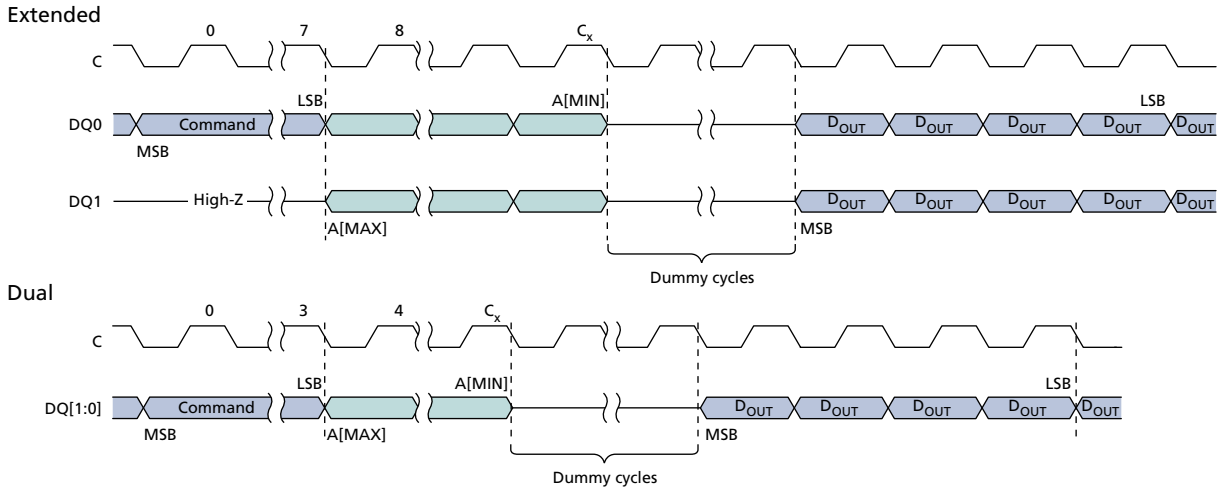 Extended
0 7 8 Cx
C
LSB A[MIN] LSB
DQ0 Command DOUT DOUT DOUT DOUT DOUT
MSB
DQ1 High-Z DOUT DOUT DOUT DOUT DOUT
A[MAX] MSB
Dummy cycles
Dual
0 3 4 Cx
C
LSB A[MIN] LSB
DQ[1:0] Command DOUT DOUT DOUT DOUT DOUT
MSB A[MAX] MSB
Dummy cycles